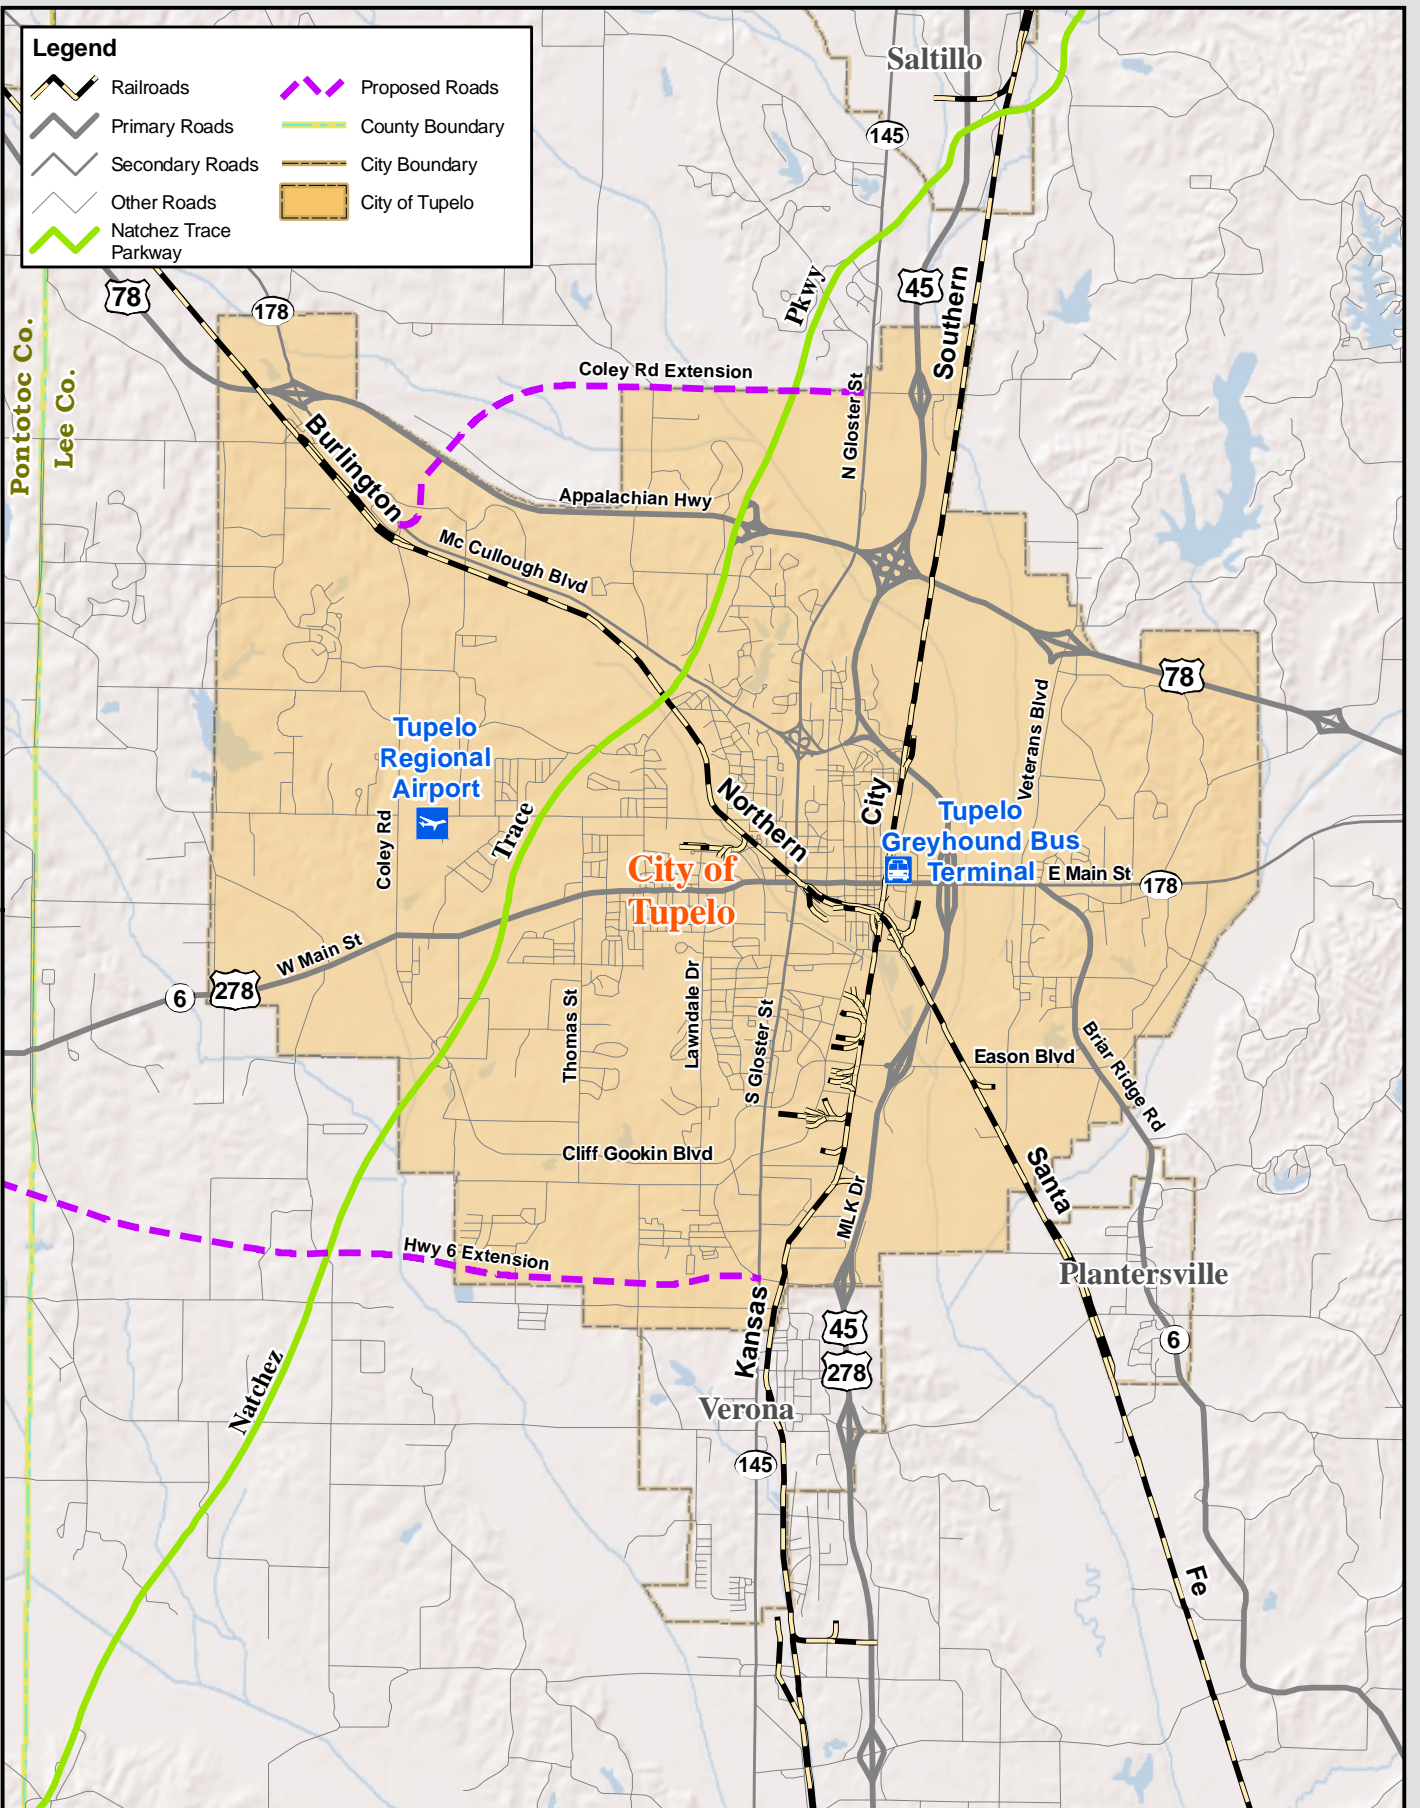 Legend
Railroads
Primary Roads
Secondary Roads
Other Roads
Natchez Trace
Parkway
Proposed Roads
County Boundary
City Boundary
City of Tupelo
Saltillo
145
78
178
45
Southern
Pkwy
Pontotoc Co.
Lee Co.
Coley Rd Extension
N Gloster St
Burlington
Appalachian Hwy
Mc Cullough Blvd
78
Veterans Blvd
Tupelo
Regional
Airport
Coley Rd
Trace
Northern
City
Tupelo
Greyhound Bus
Terminal
E Main St
178
City of
Tupelo
W Main St
6
278
Thomas St
Lawndale Dr
S Gloster St
Eason Blvd
Briar Ridge Rd
Cliff Gookin Blvd
Santa
MLK Dr
Hwy 6 Extension
Plantersville
Kansas
45
278
6
Natchez
Verona
145
Fe